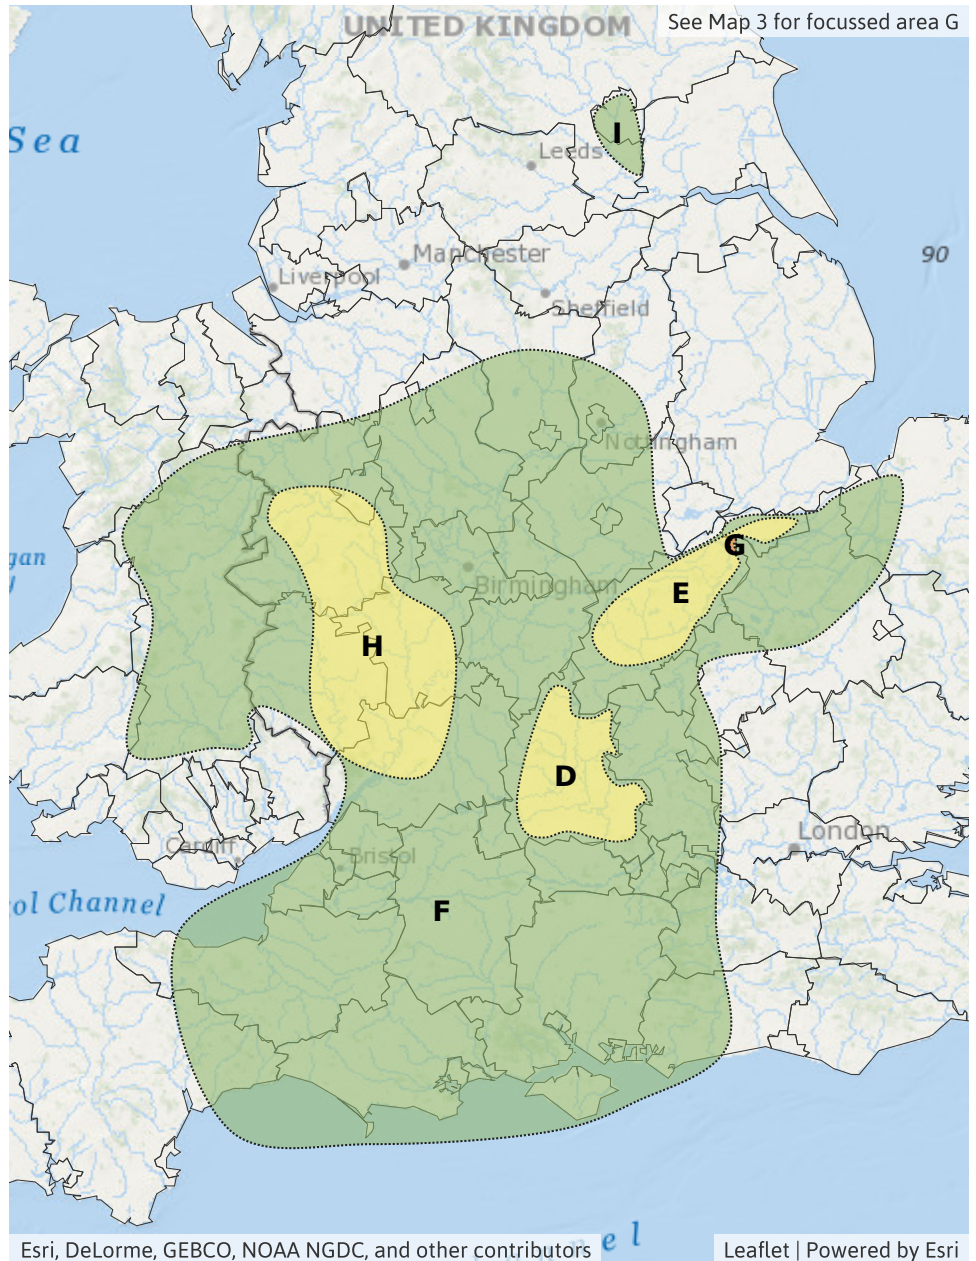 UNITED KINGDOM
See Map 3 for focussed area G
I
Sea
Leeds
Manchester
90
Liverpool
Sheffield
Nottingham
G
gan
Birmingham
E
H
D
London
Cardiff
Bristol
ol Channel
F
n e l
Esri, DeLorme, GEBCO, NOAA NGDC, and other contributors
Leaflet | Powered by Esri